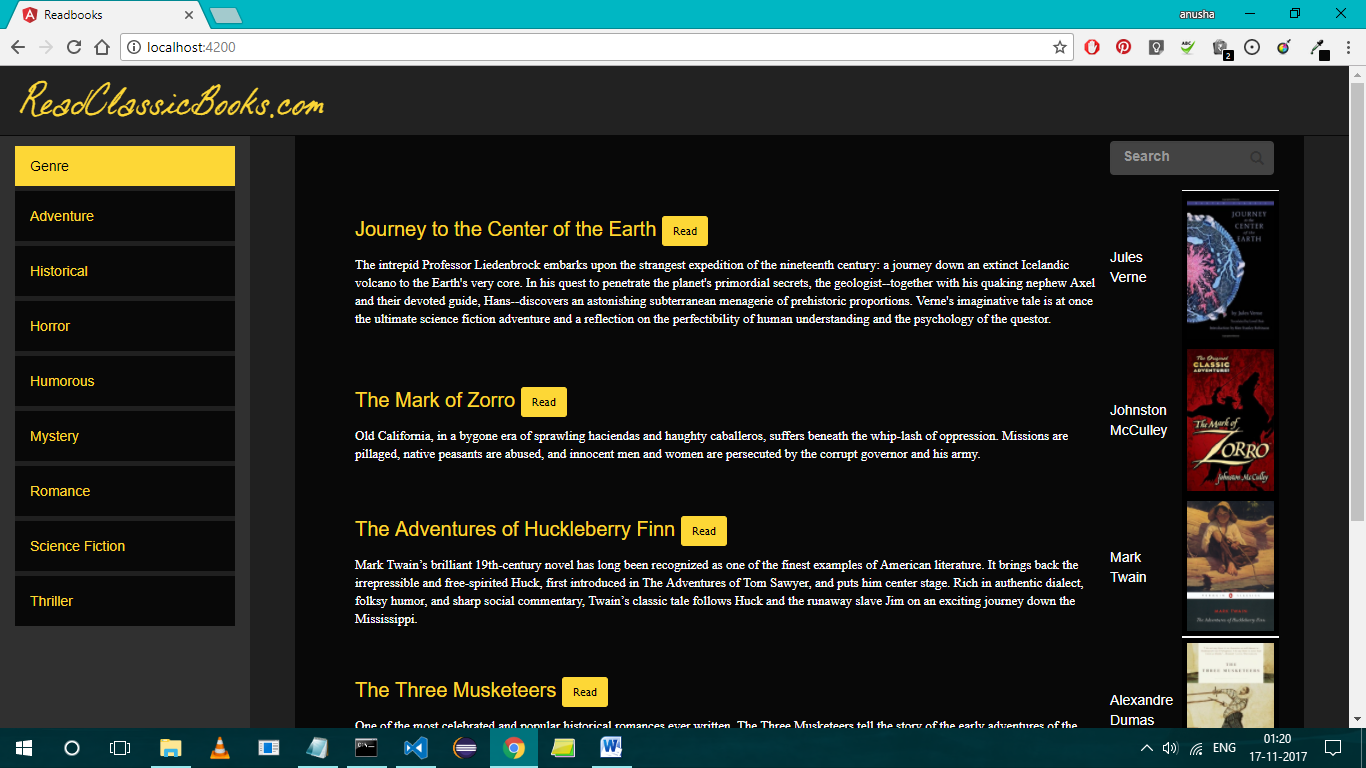 Readbooks
anusha
localhost:4200
ABC
2
ReadClassicBooks.com
Genre
Adventure
Historical
Horror
Humorous
Mystery
Romance
Science Fiction
Thriller
Search
Journey to the Center of the Earth Read
The intrepid Professor Liedenbrock embarks upon the strangest expedition of the nineteenth century: a journey down an extinct Icelandic
volcano to the Earth's very core. In his quest to penetrate the planet's primordial secrets, the geologist--together with his quaking nephew Axel
and their devoted guide, Hans--discovers an astonishing subterranean menagerie of prehistoric proportions. Verne's imaginative tale is at once
the ultimate science fiction adventure and a reflection on the perfectibility of human understanding and the psychology of the questor.
Jules
Verne
JOURNEY
TO THE
CENTER OF
THE EARTH
by Jules Verne
The Mark of Zorro Read
Old California, in a bygone era of sprawling haciendas and haughty caballeros, suffers beneath the whip-lash of oppression. Missions are
pillaged, native peasants are abused, and innocent men and women are persecuted by the corrupt governor and his army.
Johnston
McCulley
The Original
CLASSIC
ADVENTURE!
The Mark of
ZORRO
Johnston McCulley
The Adventures of Huckleberry Finn Read
Mark Twain’s brilliant 19th-century novel has long been recognized as one of the finest examples of American literature. It brings back the
irrepressible and free-spirited Huck, first introduced in The Adventures of Tom Sawyer, and puts him center stage. Rich in authentic dialect,
folksy humor, and sharp social commentary, Twain’s classic tale follows Huck and the runaway slave Jim on an exciting journey down the
Mississippi.
Mark
Twain
MARK TWAIN
The Adventures of Huckleberry Finn
The Three Musketeers Read
One of the most celebrated and popular historical romances ever written, The Three Musketeers tell the story of the early adventures of the
Alexandre
Dumas
THE
THREE MUSKETEERS
ENG
01:20
17-11-2017